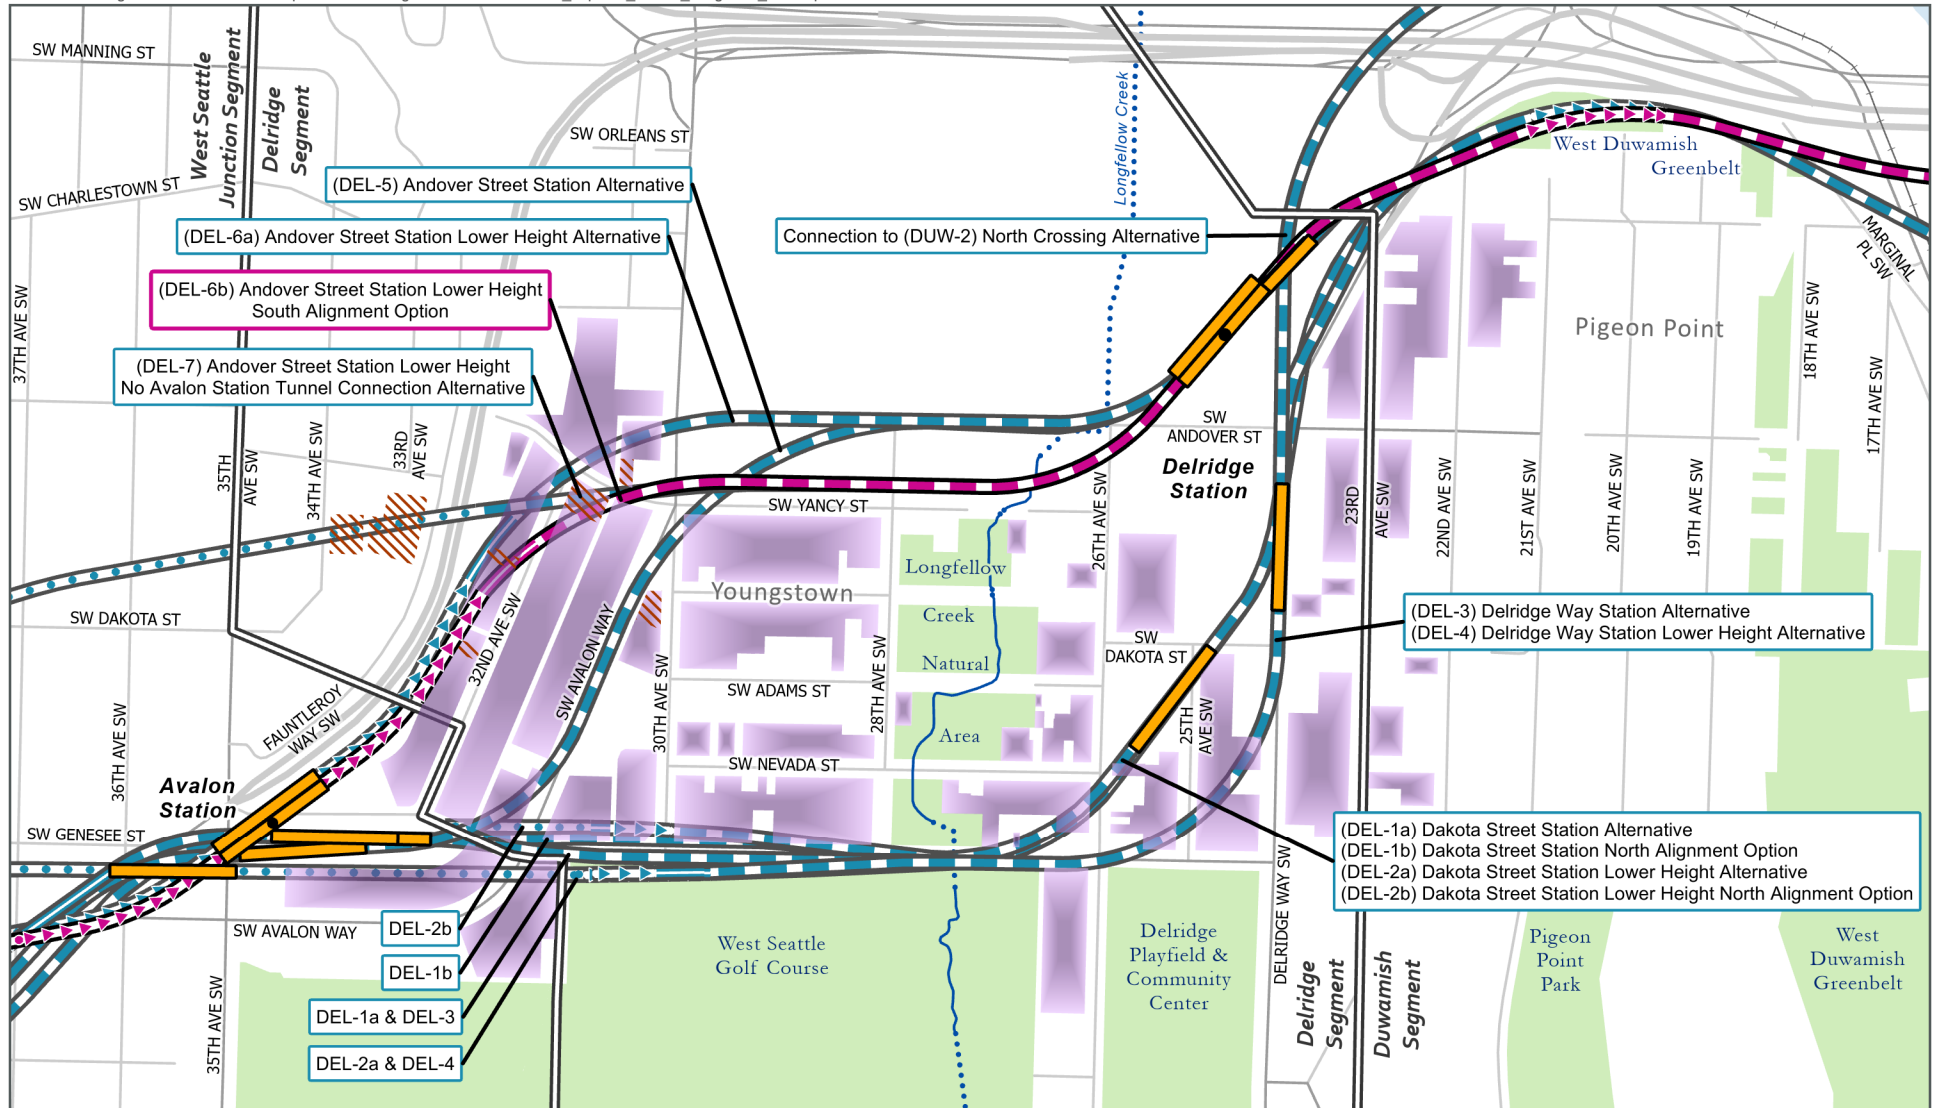 SW MANNING ST
West Seattle
Junction Segment
Delridge
Segment
SW ORLEANS ST
Longfellow Creek
West Duwamish
Greenbelt
SW CHARLESTOWN ST
(DEL-5) Andover Street Station Alternative
(DEL-6a) Andover Street Station Lower Height Alternative
Connection to (DUW-2) North Crossing Alternative
MARGINAL
PL SW
(DEL-6b) Andover Street Station Lower Height
South Alignment Option
37TH AVE SW
Pigeon Point
18TH AVE SW
(DEL-7) Andover Street Station Lower Height
No Avalon Station Tunnel Connection Alternative
17TH AVE SW
SW
ANDOVER ST
Delridge
Station
35TH
AVE SW
34TH AVE SW
33RD
AVE SW
SW YANCY ST
26TH AVE SW
23RD
AVE SW
22ND AVE SW
21ST AVE SW
20TH AVE SW
19TH AVE SW
Longfellow
Creek
Natural
Area
Youngstown
SW DAKOTA ST
32ND AVE SW
SW AVALON WAY
30TH AVE SW
28TH AVE SW
SW
DAKOTA ST
(DEL-3) Delridge Way Station Alternative
(DEL-4) Delridge Way Station Lower Height Alternative
SW ADAMS ST
25TH
AVE SW
FAUNTLEROY
WAY SW
36TH AVE SW
SW NEVADA ST
Avalon
Station
SW GENESEE ST
(DEL-1a) Dakota Street Station Alternative
(DEL-1b) Dakota Street Station North Alignment Option
(DEL-2a) Dakota Street Station Lower Height Alternative
(DEL-2b) Dakota Street Station Lower Height North Alignment Option
DELRIDGE WAY SW
SW AVALON WAY
DEL-2b
DEL-1b
DEL-1a & DEL-3
DEL-2a & DEL-4
35TH AVE SW
West Seattle
Golf Course
Delridge
Playfield &
Community
Center
Delridge
Segment
Duwamish
Segment
Pigeon
Point
Park
West
Duwamish
Greenbelt